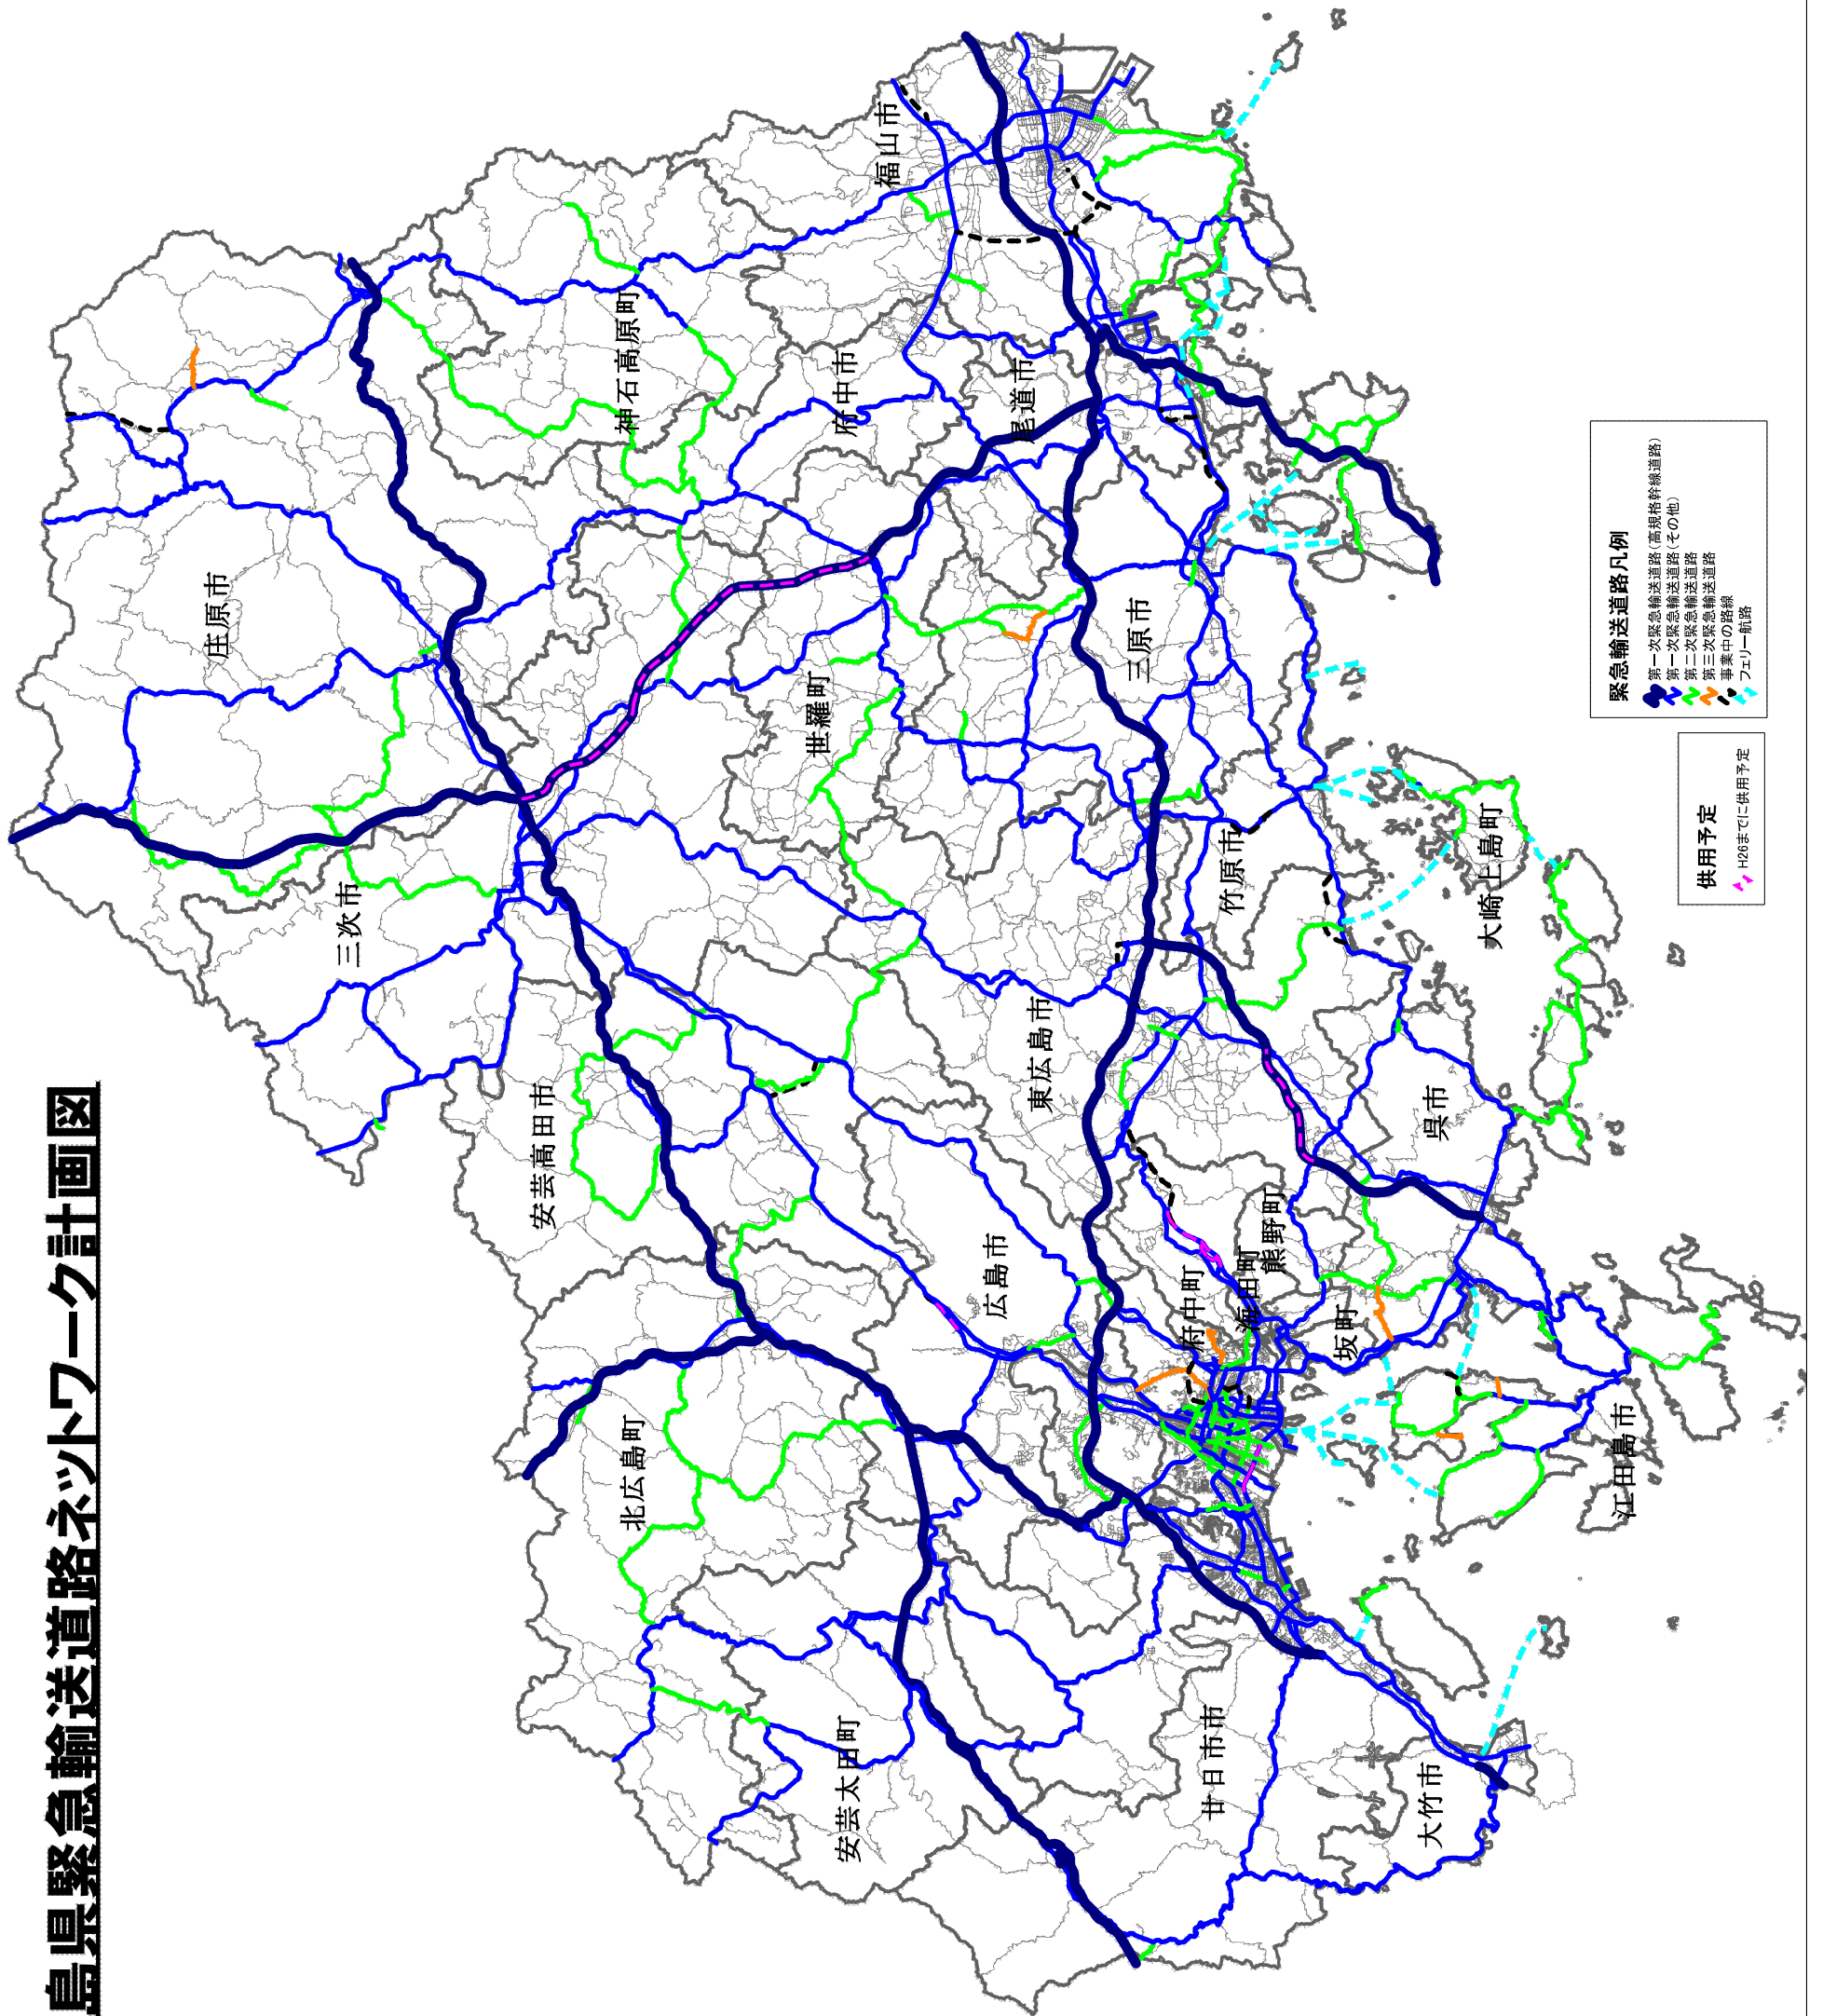 島県緊急輸送道路ネットワーク計画図
庄原市
三次市
神石高原町
福山市
府中市
尾道市
世羅町
三原市
安芸高田市
竹原市
大崎上島町
東広島市
呉市
北広島町
広島市
熊野町
海田町
府中町
坂町
江田島市
安芸太田町
廿日市市
大竹市
緊急輸送道路凡例
第一次緊急輸送道路(高規格幹線道路)
第一次緊急輸送道路(その他)
第二次緊急輸送道路
第三次緊急輸送道路
事業中の路線
フェリー航路
供用予定
H26までに供用予定